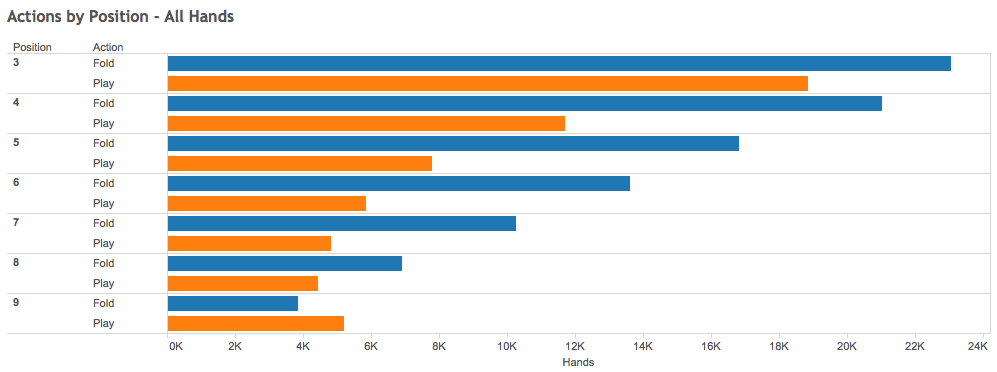 Actions by Position - All Hands
Position Action
3 Fold
Play
4 Fold
Play
5 Fold
Play
6 Fold
Play
7 Fold
Play
8 Fold
Play
9 Fold
Play
0K 2K 4K 6K 8K 10K 12K 14K 16K 18K 20K 22K 24K
Hands